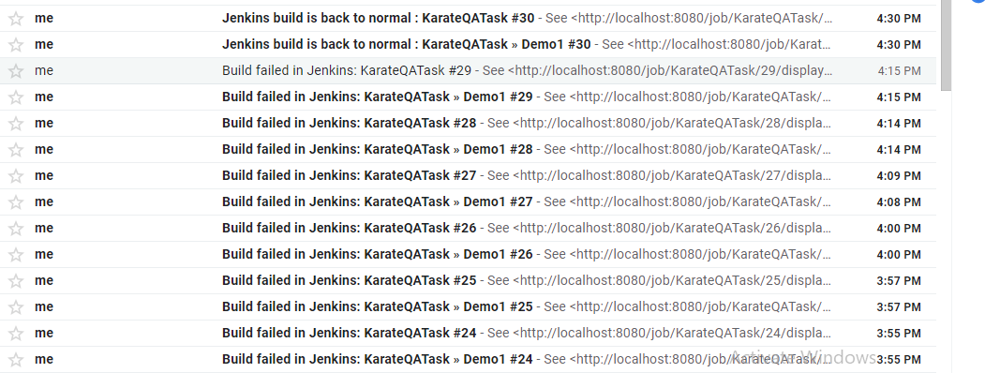 me Jenkins build is back to normal : KarateQATask #30 - See <http://localhost:8080/job/KarateQATask/… 4:30 PM
me Jenkins build is back to normal : KarateQATask » Demo1 #30 - See <http://localhost:8080/job/Karat… 4:30 PM
me Build failed in Jenkins: KarateQATask #29 - See <http://localhost:8080/job/KarateQATask/29/display… 4:15 PM
me Build failed in Jenkins: KarateQATask » Demo1 #29 - See <http://localhost:8080/job/KarateQATask/… 4:15 PM
me Build failed in Jenkins: KarateQATask #28 - See <http://localhost:8080/job/KarateQATask/28/displa… 4:14 PM
me Build failed in Jenkins: KarateQATask » Demo1 #28 - See <http://localhost:8080/job/KarateQATask/… 4:14 PM
me Build failed in Jenkins: KarateQATask #27 - See <http://localhost:8080/job/KarateQATask/27/displa… 4:09 PM
me Build failed in Jenkins: KarateQATask » Demo1 #27 - See <http://localhost:8080/job/KarateQATask/… 4:08 PM
me Build failed in Jenkins: KarateQATask #26 - See <http://localhost:8080/job/KarateQATask/26/displa… 4:00 PM
me Build failed in Jenkins: KarateQATask » Demo1 #26 - See <http://localhost:8080/job/KarateQATask/… 4:00 PM
me Build failed in Jenkins: KarateQATask #25 - See <http://localhost:8080/job/KarateQATask/25/displa… 3:57 PM
me Build failed in Jenkins: KarateQATask » Demo1 #25 - See <http://localhost:8080/job/KarateQATask/… 3:57 PM
me Build failed in Jenkins: KarateQATask #24 - See <http://localhost:8080/job/KarateQATask/24/displa… 3:55 PM
me Build failed in Jenkins: KarateQATask » Demo1 #24 - See <http://localhost:8080/job/KarateQATask/… 3:55 PM
Activate Windows